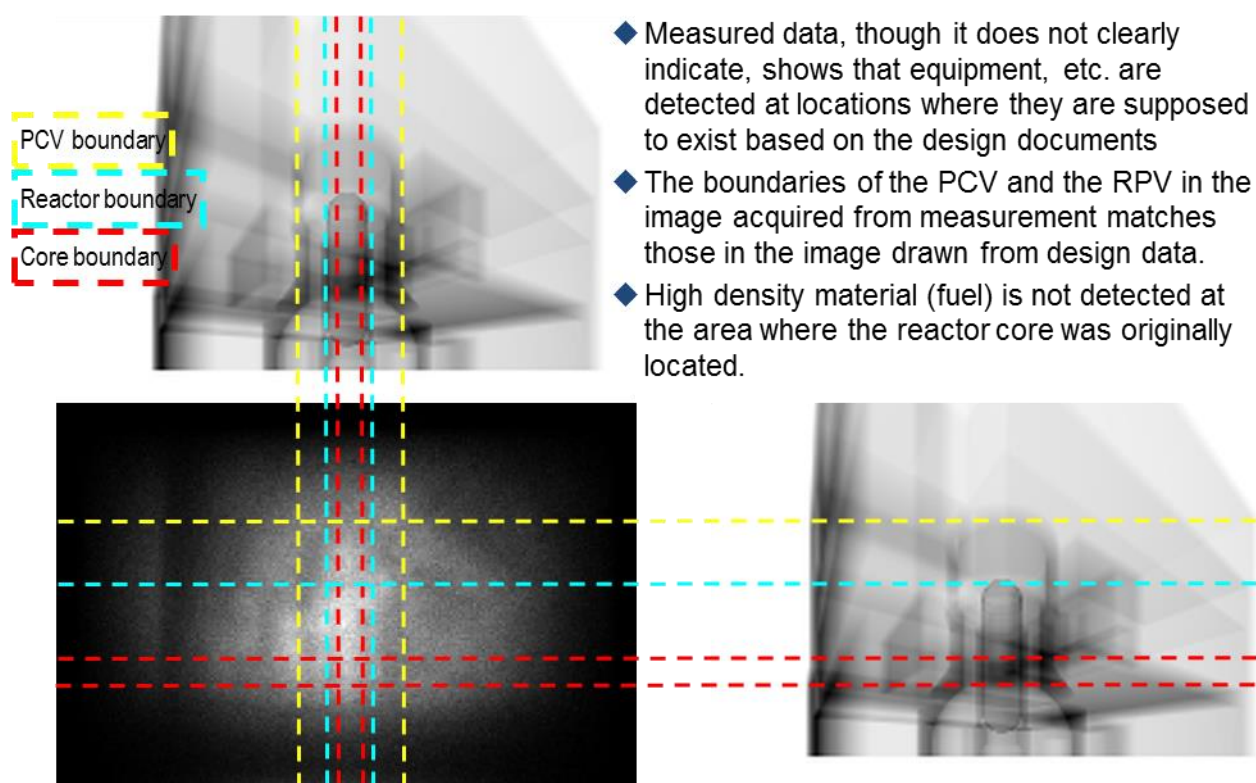 PCV boundary
Reactor boundary
Core boundary
◆ Measured data, though it does not clearly
indicate, shows that equipment, etc. are
detected at locations where they are supposed
to exist based on the design documents
◆ The boundaries of the PCV and the RPV in the
image acquired from measurement matches
those in the image drawn from design data.
◆ High density material (fuel) is not detected at
the area where the reactor core was originally
located.